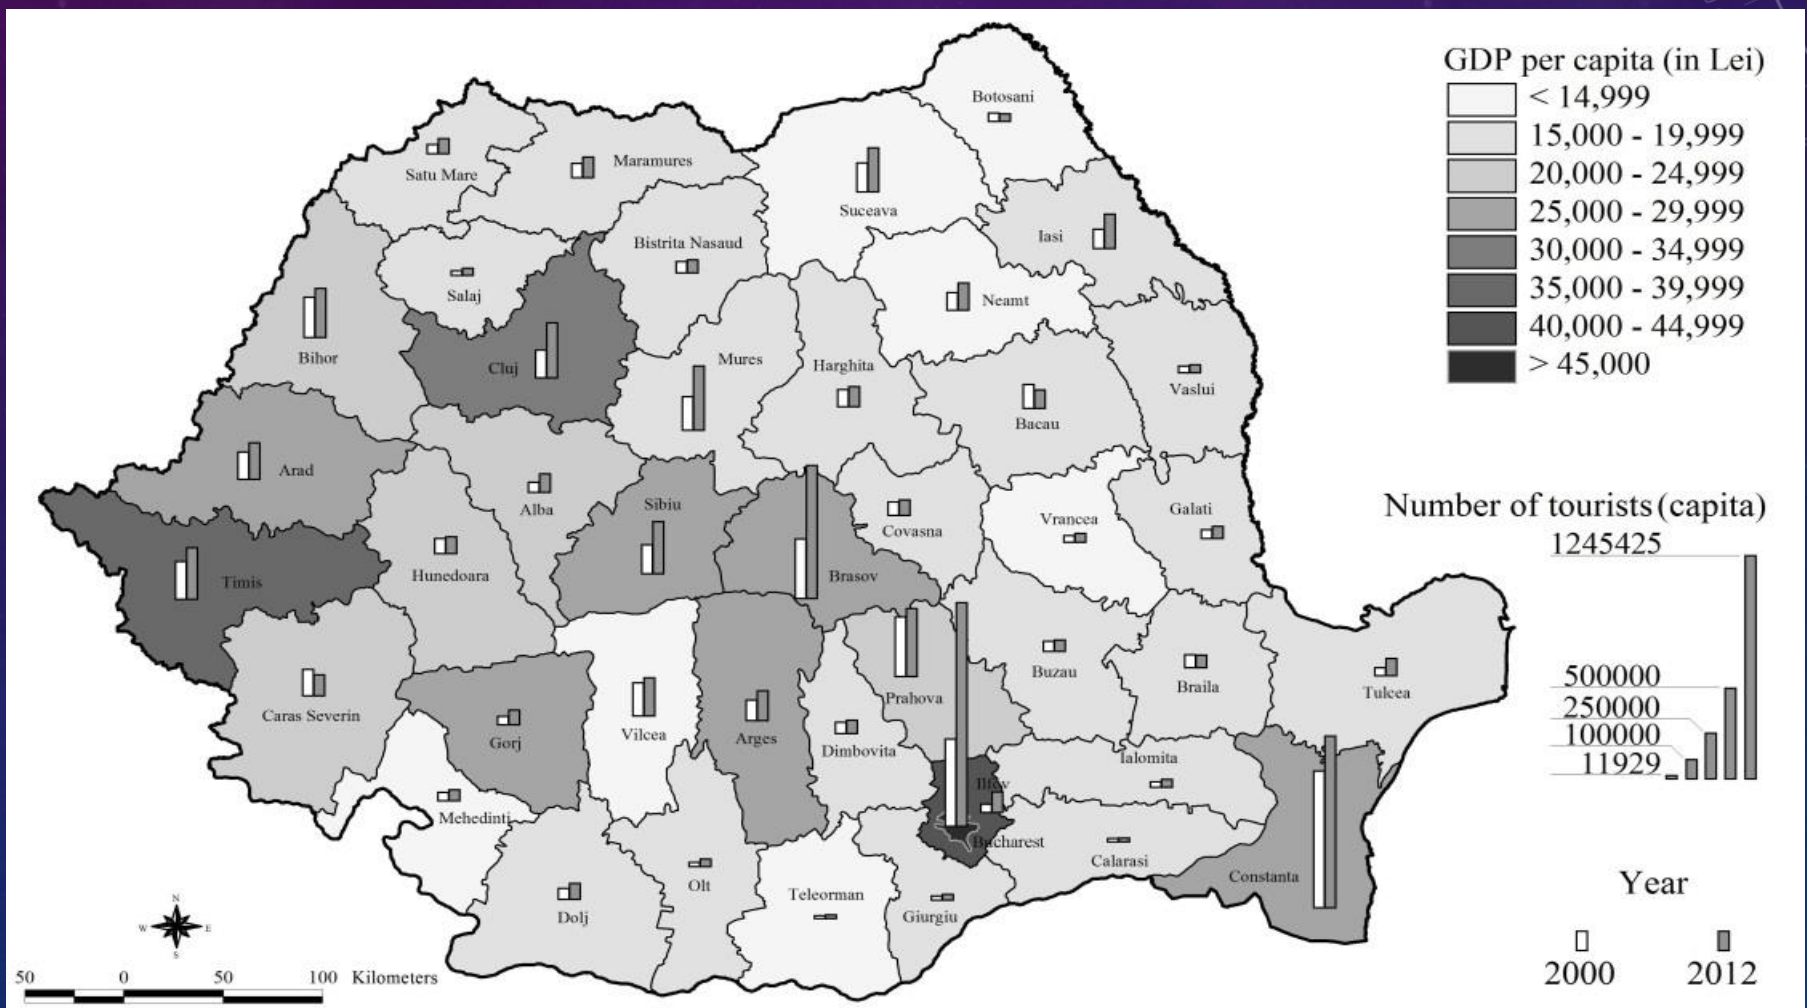 GDP per capita (in Lei)
< 14,999
15,000 - 19,999
20,000 - 24,999
25,000 - 29,999
30,000 - 34,999
35,000 - 39,999
40,000 - 44,999
> 45,000
Botosani
Satu Mare
Maramures
Suceava
Iasi
Bistrita Nasaud
Salaj
Neamt
Bihor
Cluj
Mures
Harghita
Vaslui
Bacau
Arad
Alba
Sibiu
Covasna
Vrancea
Galati
Timis
Hunedoara
Brasov
Buzau
Braila
Tulcea
Prahova
Caras Severin
Gorj
Vilcea
Arges
Dimbovita
Ialomita
Ilfov
Mehedinti
Bucharest
Calarasi
Constanta
Olt
Teleorman
Giurgiu
Dolj
Number of tourists (capita)
1245425
500000
250000
100000
11929
Year
2000 2012
N
W E
S
50 0 50 100 Kilometers